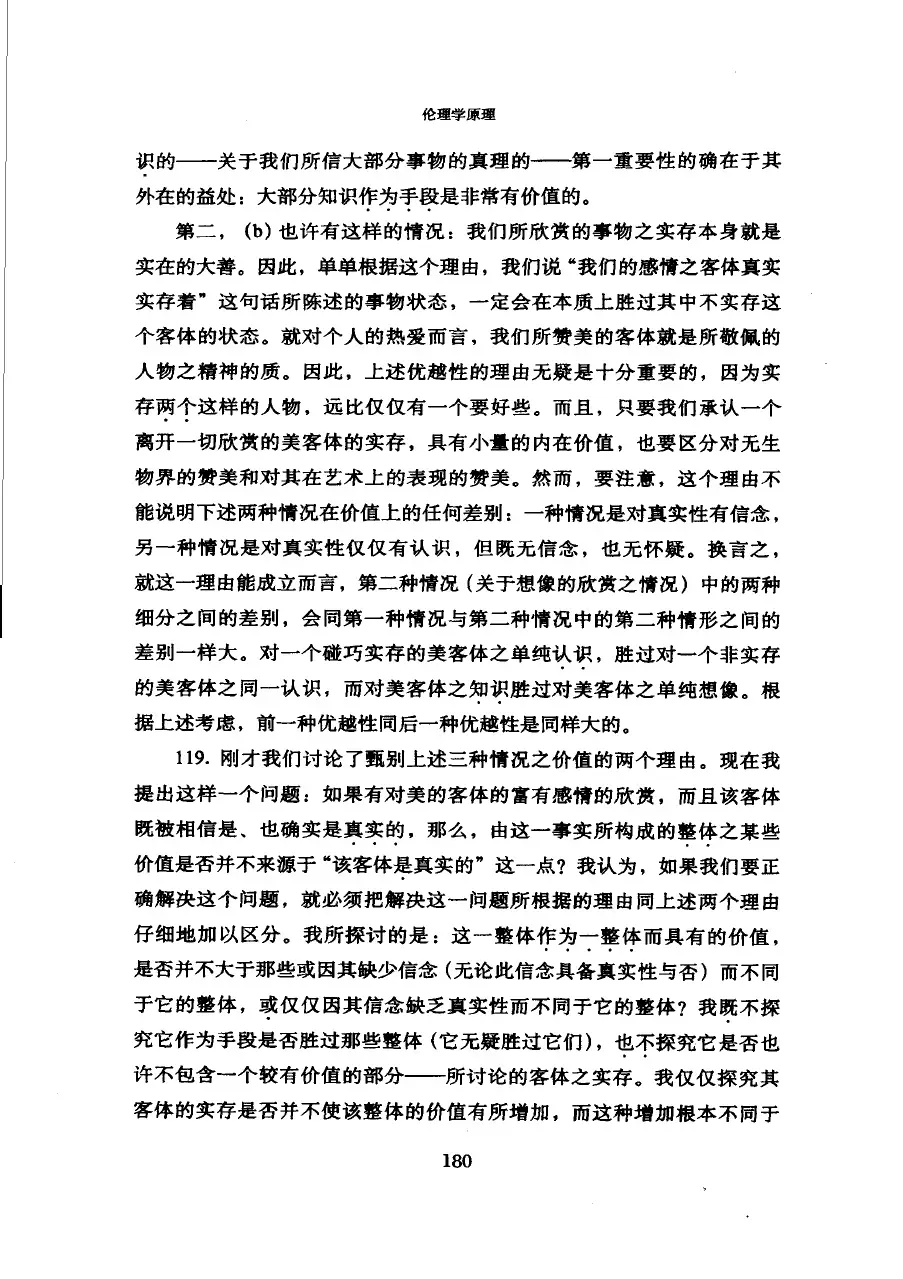 伦理学原理
识的——关于我们所信大部分事物的真理的——第一重要性的确在于其
外在的益处；大部分知识作为手段是非常有价值的。
第二，(b)也许有这样的情况：我们所欣赏的事物之实存本身就是
实在的大善。因此，单单根据这个理由，我们说“我们的感情之客体真实
实存着”这句话所陈述的事物状态，一定会在本质上胜过其中不实存这
个客体的状态。就对个人的热爱而言，我们所赞美的客体就是所敬佩的
人物之精神的质。因此，上述优越性的理由无疑是十分重要的，因为实
存两个这样的人物，远比仅仅有一个要好些。而且，只要我们承认一个
离开一切欣赏的美客体的实存，具有小量的内在价值，也要区分对无生
物界的赞美和对其在艺术上的表现的赞美。然而，要注意，这个理由不
能说明下述两种情况在价值上的任何差别：一种情况是对真实性有信念，
另一种情况是对真实性仅仅有认识，但既无信念，也无怀疑。换言之，
就这一理由能成立而言，第二种情况（关于想像的欣赏之情况）中的两种
细分之间的差别，会同第一种情况与第二种情况中的第二种情形之间的
差别一样大。对一个碰巧实存的美客体之单纯认识，胜过对一个非实存
的美客体之同一认识，而对美客体之知识胜过对美客体之单纯想像。根
据上述考虑，前一种优越性同后一种优越性是同样大的。
119. 刚才我们讨论了甄别上述三种情况之价值的两个理由。现在我
提出这样一个问题：如果有对美的客体的富有感情的欣赏，而且该客体
既被相信是、也确实是真实的，那么，由这一事实所构成的整体之某些
价值是否并不来源于“该客体是真实的”这一点？我认为，如果我们要正
确解决这个问题，就必须把解决这一问题所根据的理由同上述两个理由
仔细地加以区分。我所探讨的是：这一整体作为一整体而具有的价值，
是否并不大于那些或因其缺少信念（无论此信念具备真实性与否）而不同
于它的整体，或仅仅因其信念缺乏真实性而不同于它的整体？我既不探
究它作为手段是否胜过那些整体（它无疑胜过它们），也不探究它是否也
许不包含一个较有价值的部分——所讨论的客体之实存。我仅仅探究其
客体的实存是否并不使该整体的价值有所增加，而这种增加根本不同于
180